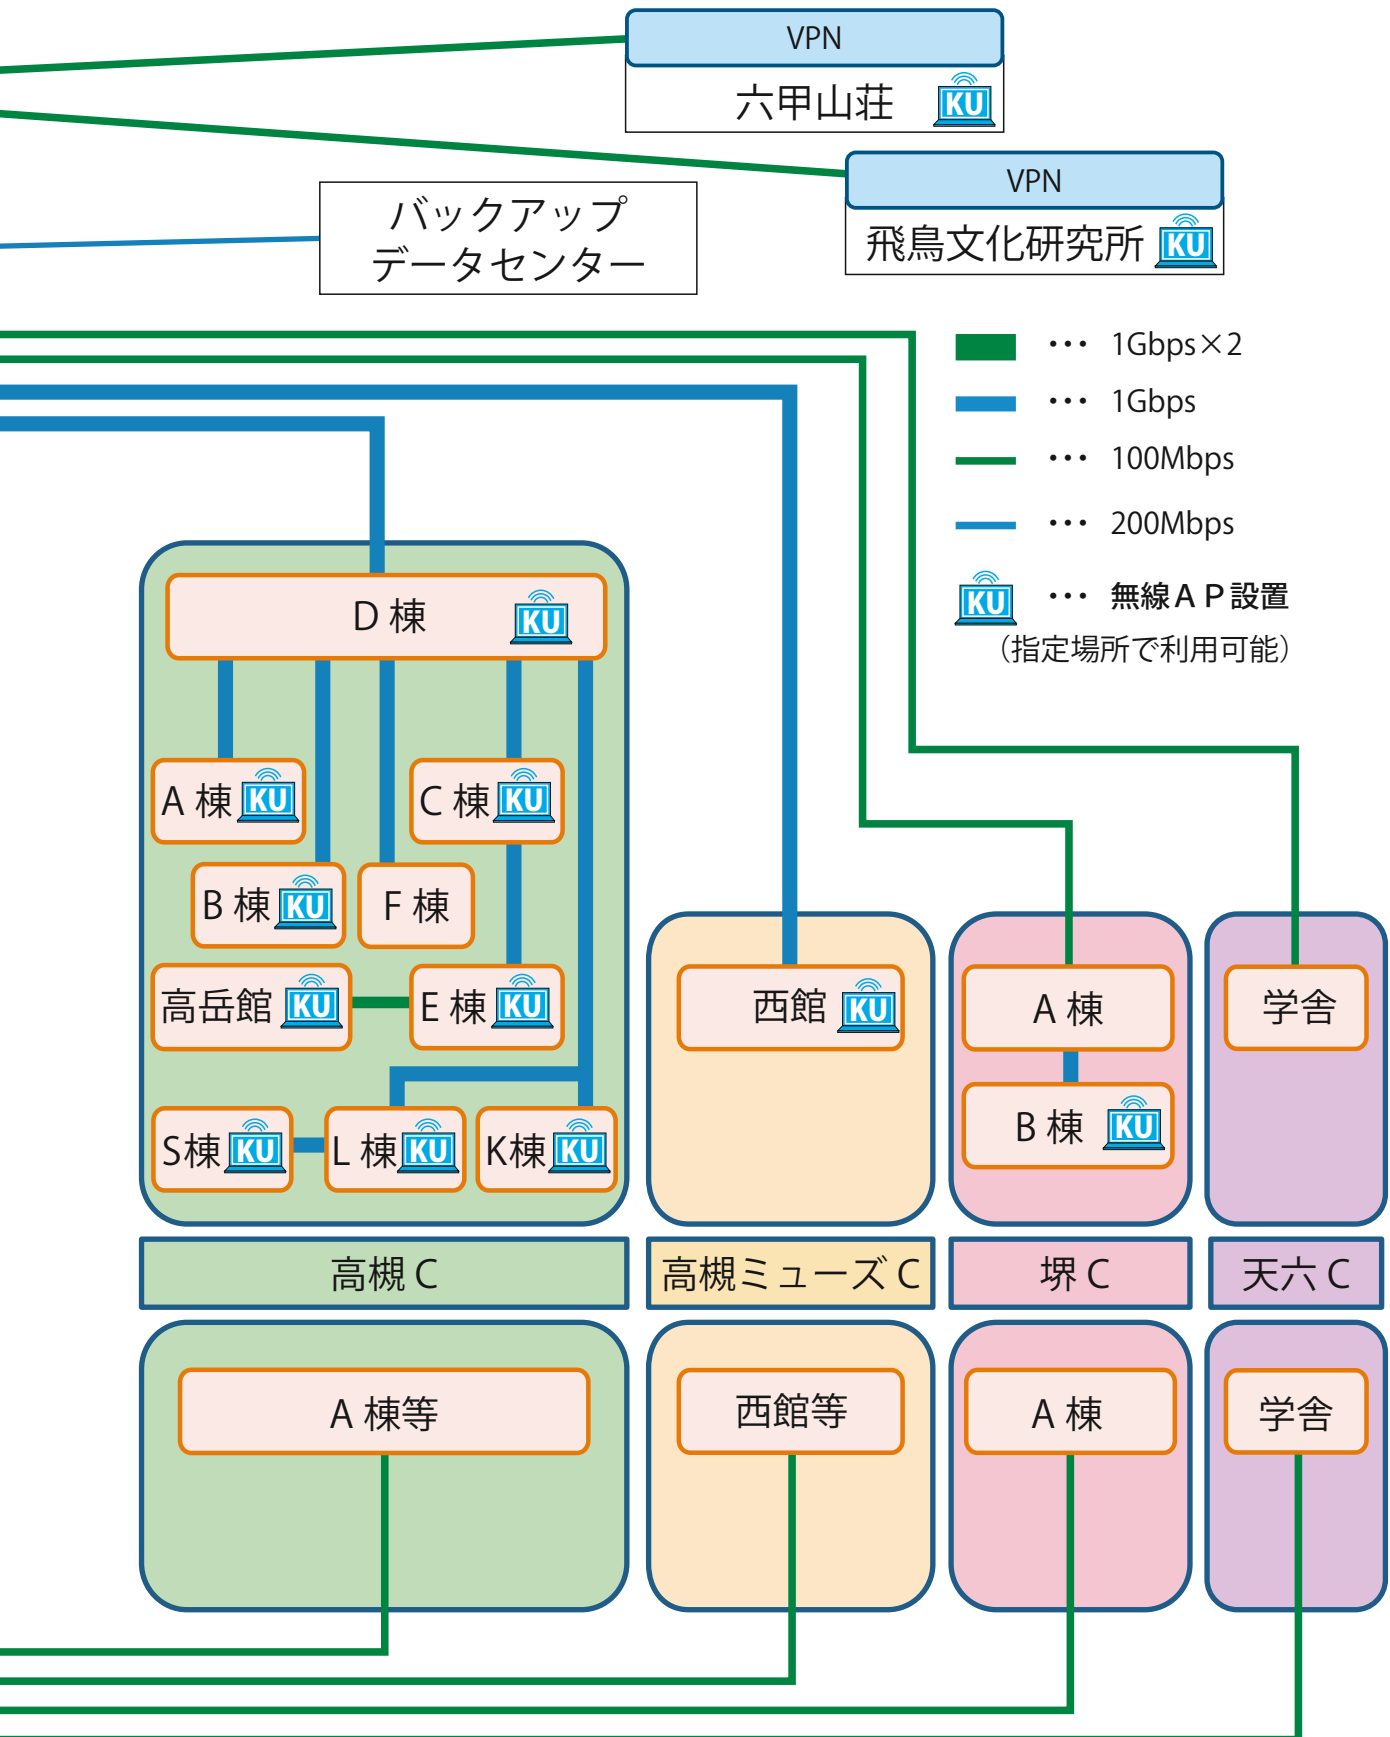 VPN
六甲山荘 KU
VPN
飛鳥文化研究所 KU
バックアップ
データセンター
･･･ 1Gbps×2
･･･ 1Gbps
･･･ 100Mbps
･･･ 200Mbps
KU ･･･ 無線ＡＰ設置
（指定場所で利用可能）
D 棟 KU
A 棟 KU
C 棟 KU
B 棟 KU
F 棟
高岳館 KU
E 棟 KU
S棟 KU
L 棟 KU
K棟 KU
西館 KU
A 棟
B 棟 KU
学舎
高槻 C
高槻ミューズ C
堺 C
天六 C
A 棟等
西館等
A 棟
学舎